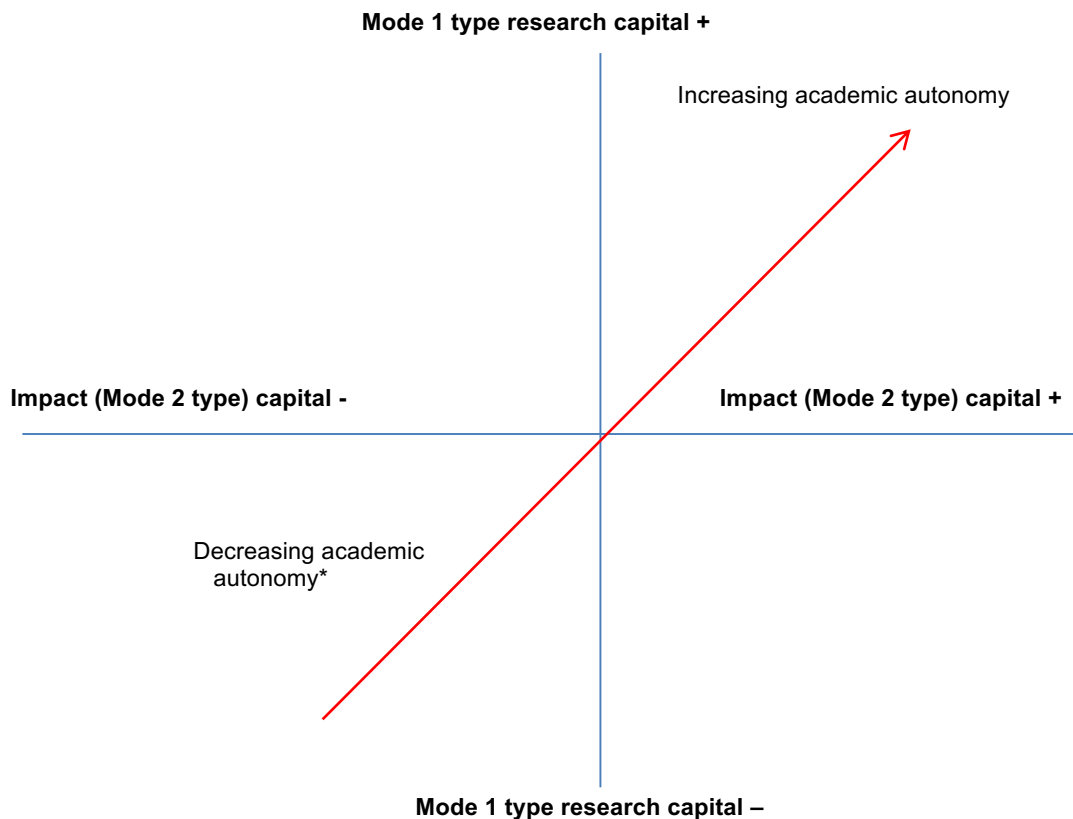 Mode 1 type research capital +
Increasing academic autonomy
Impact (Mode 2 type) capital -
Impact (Mode 2 type) capital +
Decreasing academic
autonomy*
Mode 1 type research capital –